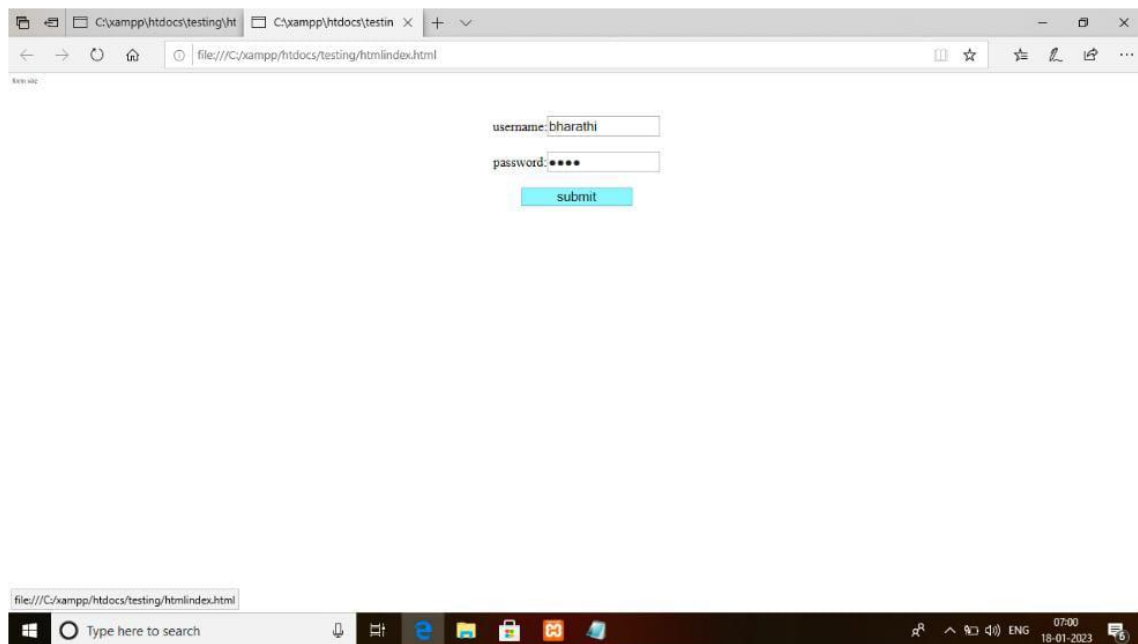 C:\xampp\htdocs\testing\ht
C:\xampp\htdocs\testin
file:///C:/xampp/htdocs/testing/htmlindex.html
username: bharathi
password: ••••
submit
file:///C:/xampp/htdocs/testing/htmlindex.html
Type here to search
ENG
07:00
18-01-2023